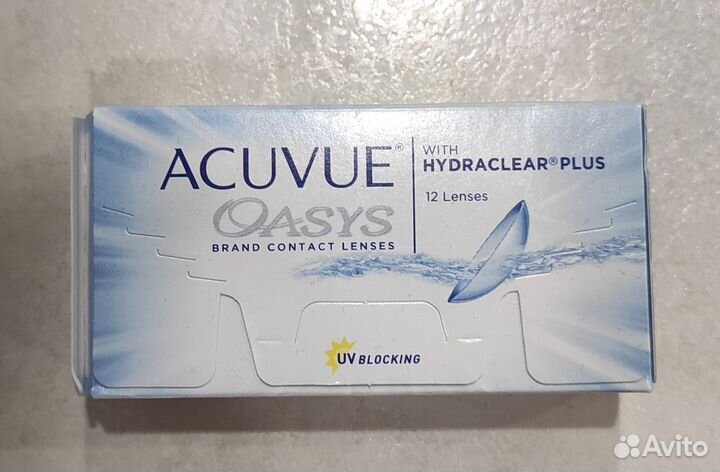 ACUVUE®
OASYS
BRAND CONTACT LENSES
WITH
HYDRACLEAR® PLUS
12 Lenses
UV BLOCKING
Avito